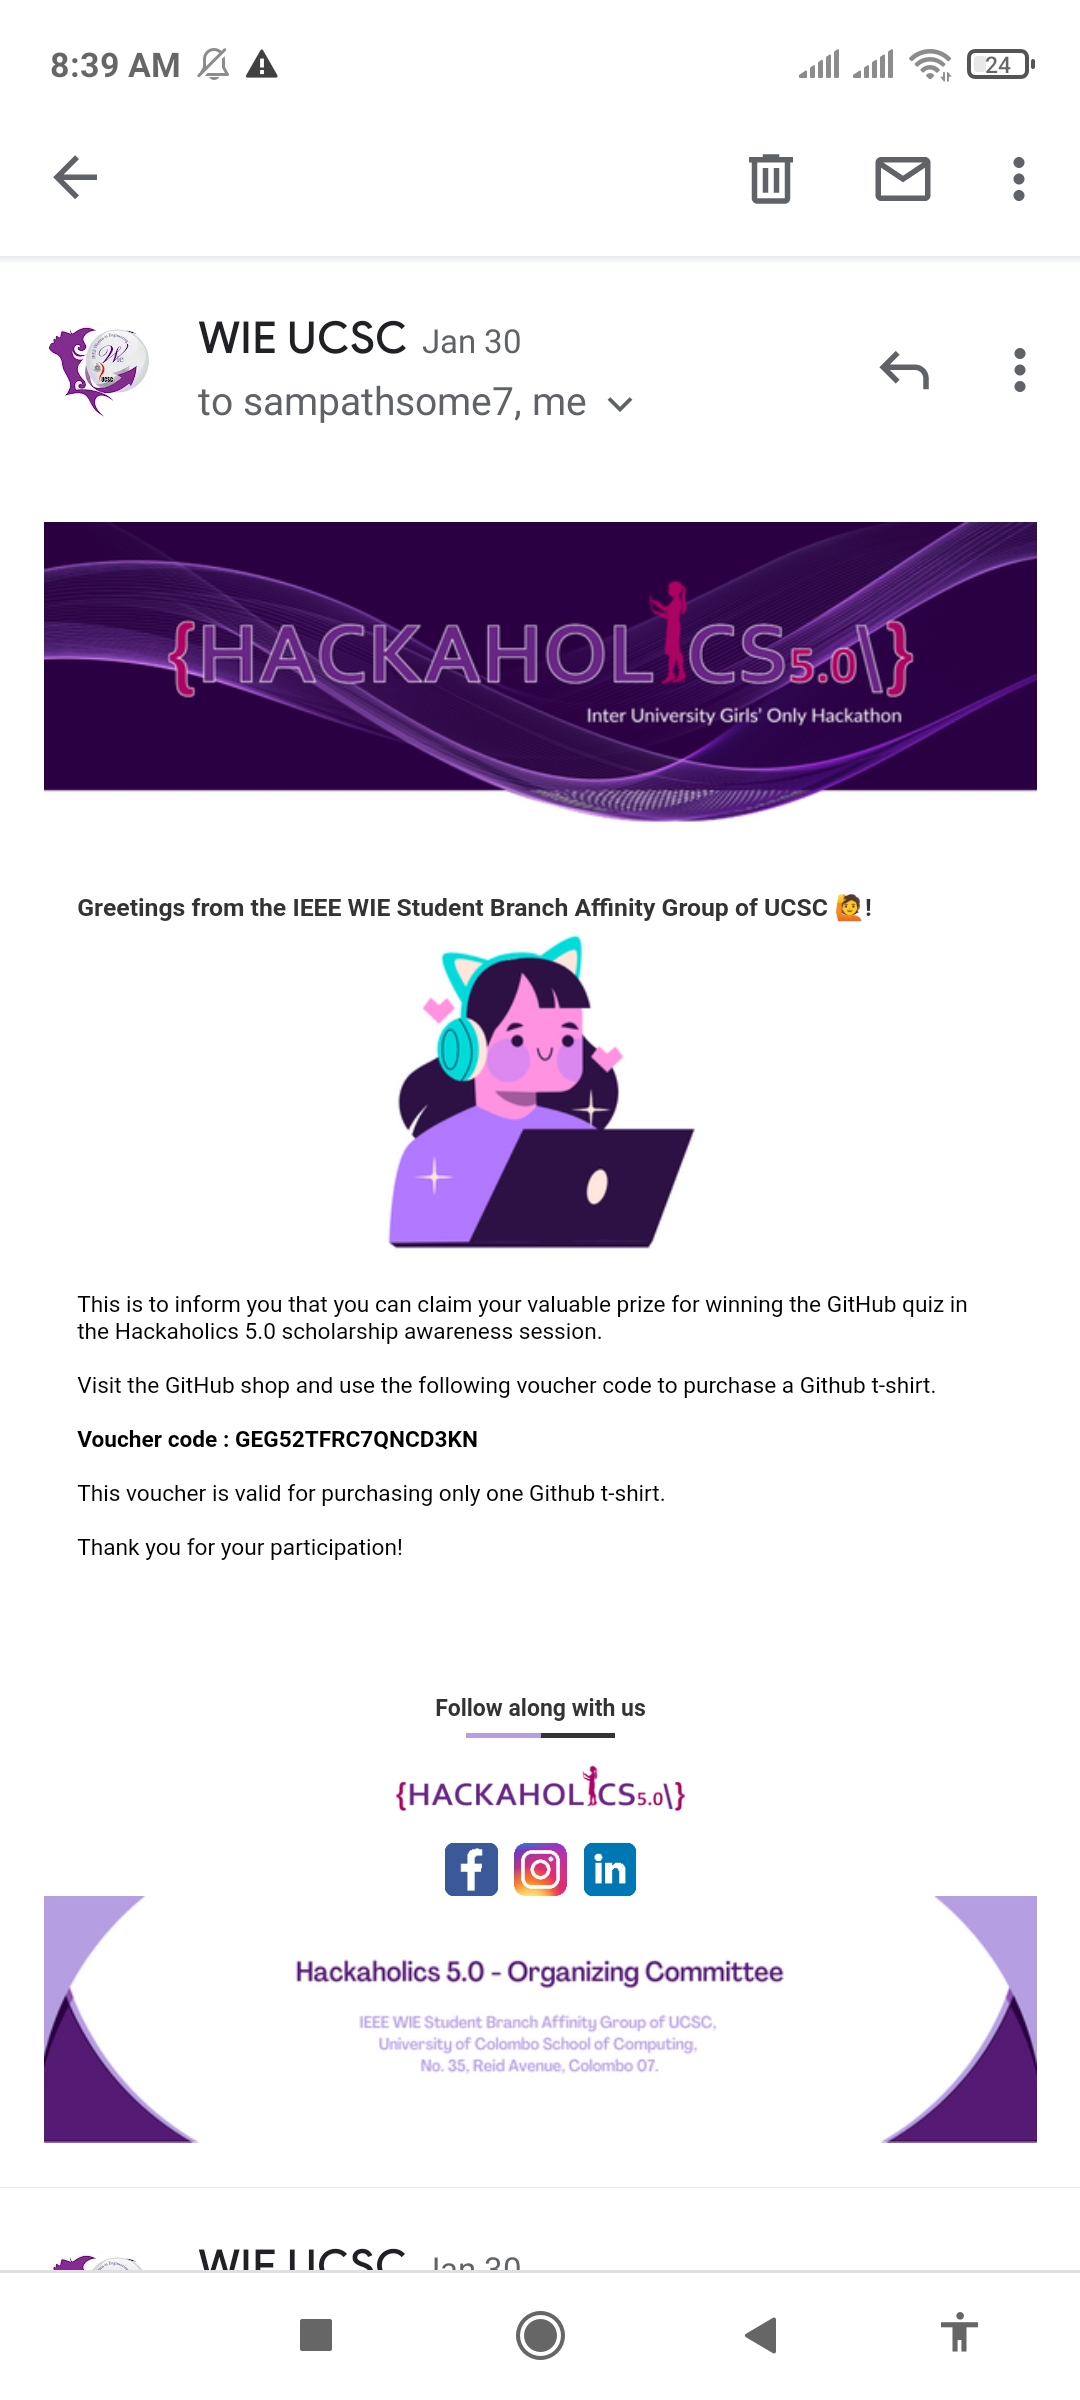 8:39 AM
24
WIE UCSC Jan 30
to sampathsome7, me
{HACKAHOLICS5.0\}
Inter University Girls' Only Hackathon
Greetings from the IEEE WIE Student Branch Affinity Group of UCSC 🙋!
This is to inform you that you can claim your valuable prize for winning the GitHub quiz in
the Hackaholics 5.0 scholarship awareness session.
Visit the GitHub shop and use the following voucher code to purchase a Github t-shirt.
Voucher code : GEG52TFRC7QNCD3KN
This voucher is valid for purchasing only one Github t-shirt.
Thank you for your participation!
Follow along with us
{HACKAHOLICS5.0\}
Hackaholics 5.0 - Organizing Committee
IEEE WIE Student Branch Affinity Group of UCSC,
University of Colombo School of Computing,
No. 35, Reid Avenue, Colombo 07.
WIE UCSC Jan 30